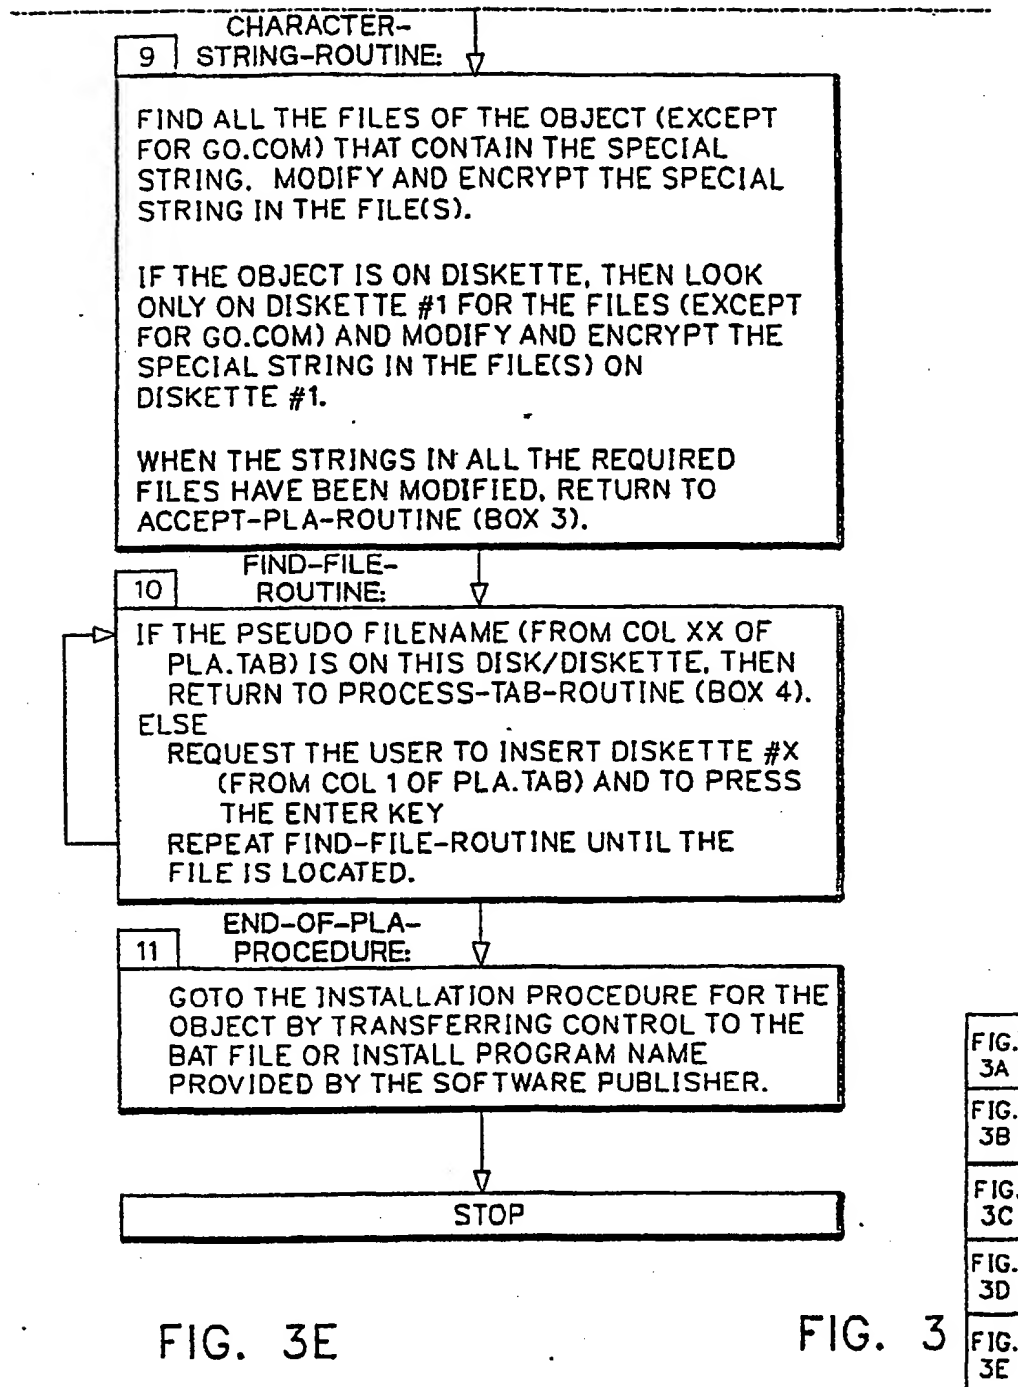 CHARACTER-
9 STRING-ROUTINE:
FIND ALL THE FILES OF THE OBJECT (EXCEPT
FOR GO.COM) THAT CONTAIN THE SPECIAL
STRING. MODIFY AND ENCRYPT THE SPECIAL
STRING IN THE FILE(S).
IF THE OBJECT IS ON DISKETTE, THEN LOOK
ONLY ON DISKETTE #1 FOR THE FILES (EXCEPT
FOR GO.COM) AND MODIFY AND ENCRYPT THE
SPECIAL STRING IN THE FILE(S) ON
DISKETTE #1.
WHEN THE STRINGS IN ALL THE REQUIRED
FILES HAVE BEEN MODIFIED, RETURN TO
ACCEPT-PLA-ROUTINE (BOX 3).
FIND-FILE-
10 ROUTINE:
IF THE PSEUDO FILENAME (FROM COL XX OF
PLA.TAB) IS ON THIS DISK/DISKETTE, THEN
RETURN TO PROCESS-TAB-ROUTINE (BOX 4).
ELSE
REQUEST THE USER TO INSERT DISKETTE #X
(FROM COL 1 OF PLA.TAB) AND TO PRESS
THE ENTER KEY
REPEAT FIND-FILE-ROUTINE UNTIL THE
FILE IS LOCATED.
END-OF-PLA-
11 PROCEDURE:
GOTO THE INSTALLATION PROCEDURE FOR THE
OBJECT BY TRANSFERRING CONTROL TO THE
BAT FILE OR INSTALL PROGRAM NAME
PROVIDED BY THE SOFTWARE PUBLISHER.
STOP
FIG. 3E
FIG. 3
FIG.
3A
FIG.
3B
FIG.
3C
FIG.
3D
FIG.
3E